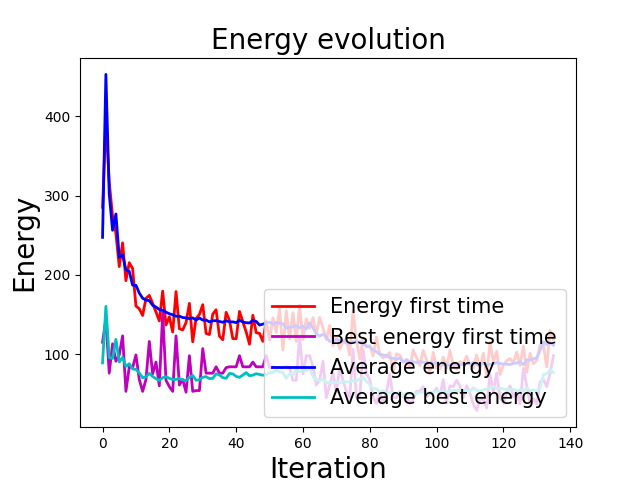 Energy evolution
Energy
400
300
200
100
Energy first time
Best energy first time
Average energy
Average best energy
0 20 40 60 80 100 120 140
Iteration